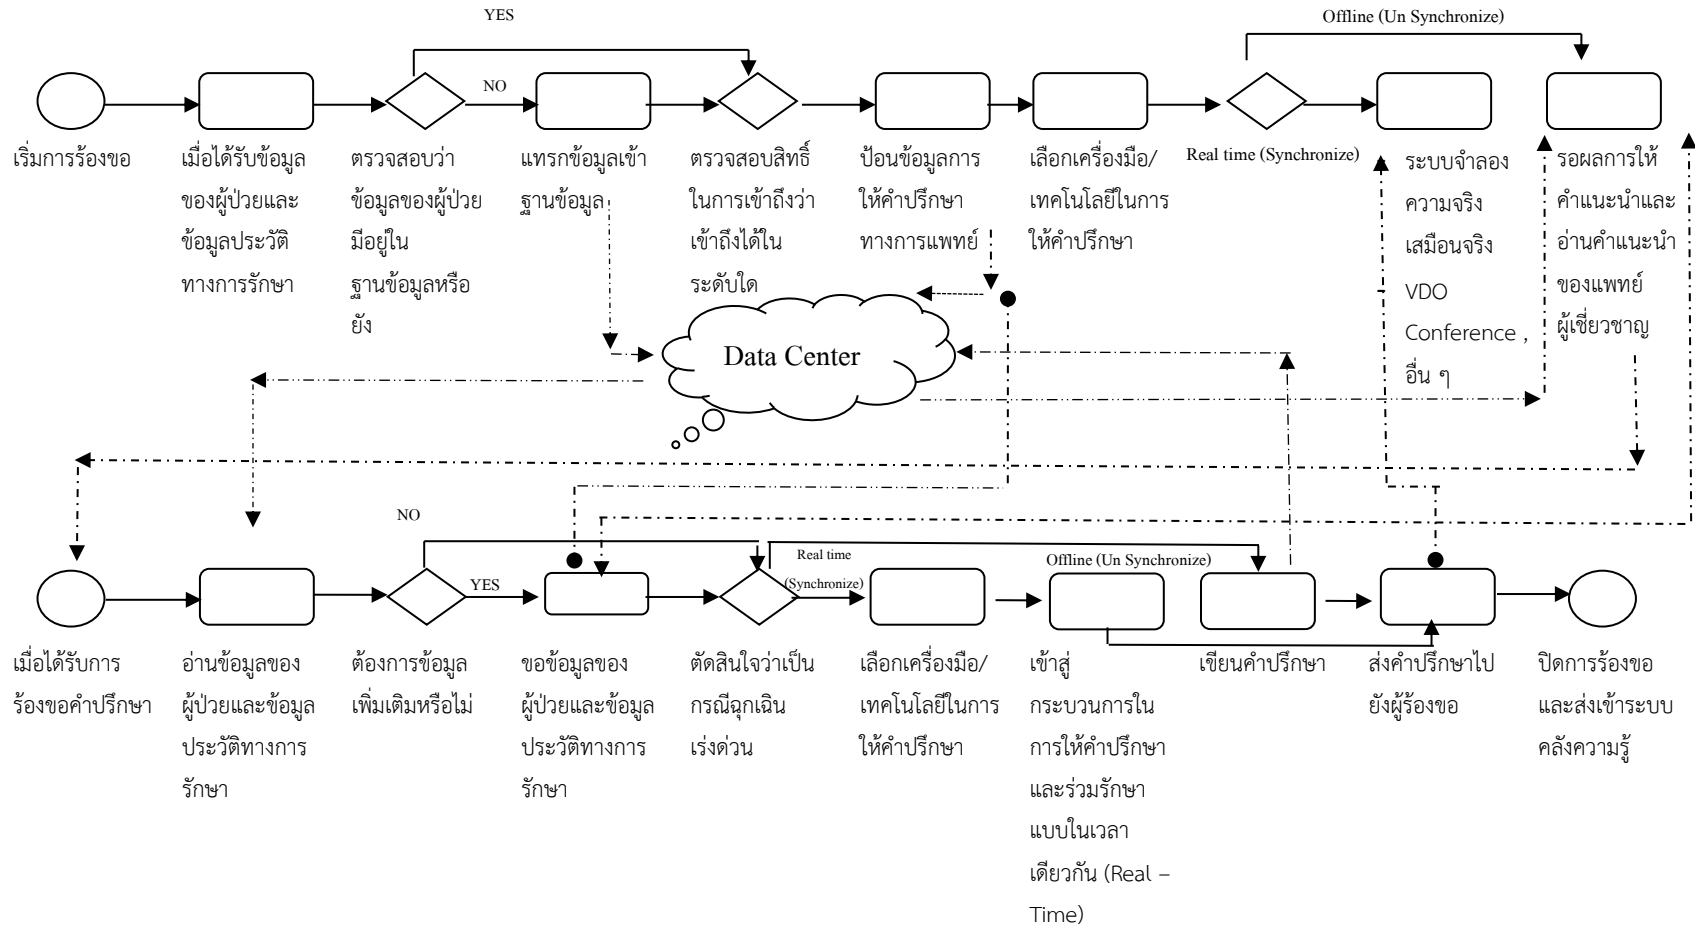 YES
Offline (Un Synchronize)
NO
Real time (Synchronize)
เริ่มการร้องขอ
เมื่อได้รับข้อมูล
ของผู้ป่วยและ
ข้อมูลประวัติ
ทางการรักษา
ตรวจสอบว่า
ข้อมูลของผู้ป่วย
มีอยู่ใน
ฐานข้อมูลหรือ
ยัง
แทรกข้อมูลเข้า
ฐานข้อมูล
ตรวจสอบสิทธิ์
ในการเข้าถึงว่า
เข้าถึงได้ใน
ระดับใด
ป้อนข้อมูลการ
ให้คำปรึกษา
ทางการแพทย์
เลือกเครื่องมือ/
เทคโนโลยีในการ
ให้คำปรึกษา
ระบบจำลอง
ความจริง
เสมือนจริง
VDO
Conference ,
อื่น ๆ
รอผลการให้
คำแนะนำและ
อ่านคำแนะนำ
ของแพทย์
ผู้เชี่ยวชาญ
Data Center
NO
YES
Real time
(Synchronize)
Offline (Un Synchronize)
เมื่อได้รับการ
ร้องขอคำปรึกษา
อ่านข้อมูลของ
ผู้ป่วยและข้อมูล
ประวัติทางการ
รักษา
ต้องการข้อมูล
เพิ่มเติมหรือไม่
ขอข้อมูลของ
ผู้ป่วยและข้อมูล
ประวัติทางการ
รักษา
ตัดสินใจว่าเป็น
กรณีฉุกเฉิน
เร่งด่วน
เลือกเครื่องมือ/
เทคโนโลยีในการ
ให้คำปรึกษา
เข้าสู่
กระบวนการใน
การให้คำปรึกษา
และร่วมรักษา
แบบในเวลา
เดียวกัน (Real –
Time)
เขียนคำปรึกษา
ส่งคำปรึกษาไป
ยังผู้ร้องขอ
ปิดการร้องขอ
และส่งเข้าระบบ
คลังความรู้